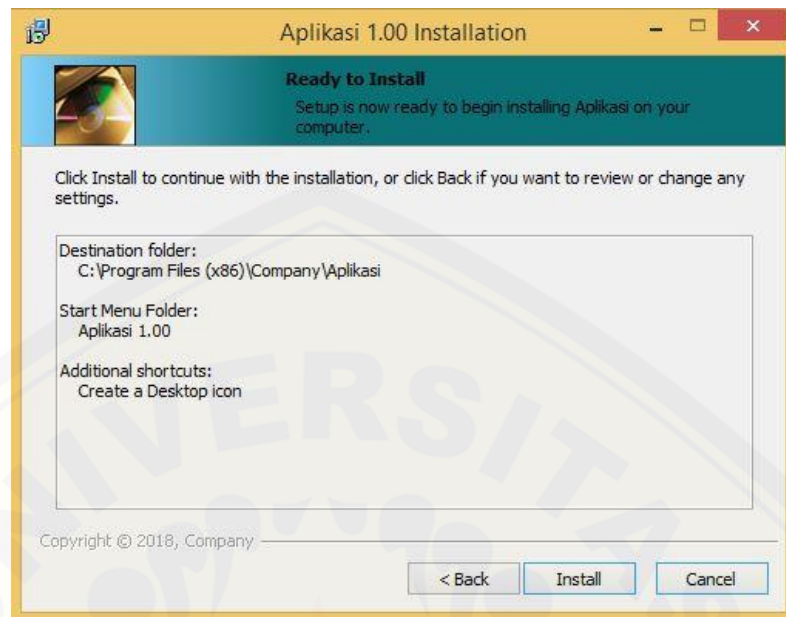 Aplikasi 1.00 Installation
Ready to Install
Setup is now ready to begin installing Aplikasi on your
computer.
Click Install to continue with the installation, or click Back if you want to review or change any
settings.
Destination folder:
C:\Program Files (x86)\Company\Aplikasi
Start Menu Folder:
Aplikasi 1.00
Additional shortcuts:
Create a Desktop icon
NIVERSITAS
Copyright © 2018, Company
< Back
Install
Cancel